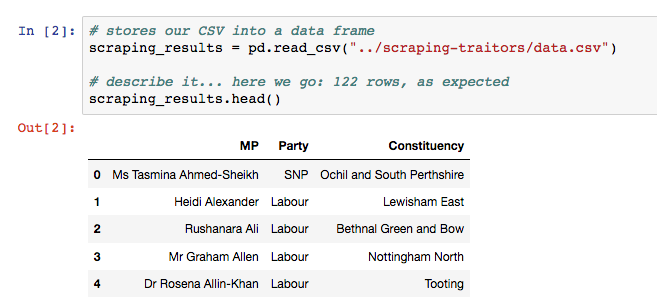 In [2]: # stores our CSV into a data frame
scraping_results = pd.read_csv("../scraping-traitors/data.csv")
# describe it... here we go: 122 rows, as expected
scraping_results.head()
Out[2]:
MP Party Constituency
0 Ms Tasmina Ahmed-Sheikh SNP Ochil and South Perthshire
1 Heidi Alexander Labour Lewisham East
2 Rushanara Ali Labour Bethnal Green and Bow
3 Mr Graham Allen Labour Nottingham North
4 Dr Rosena Allin-Khan Labour Tooting